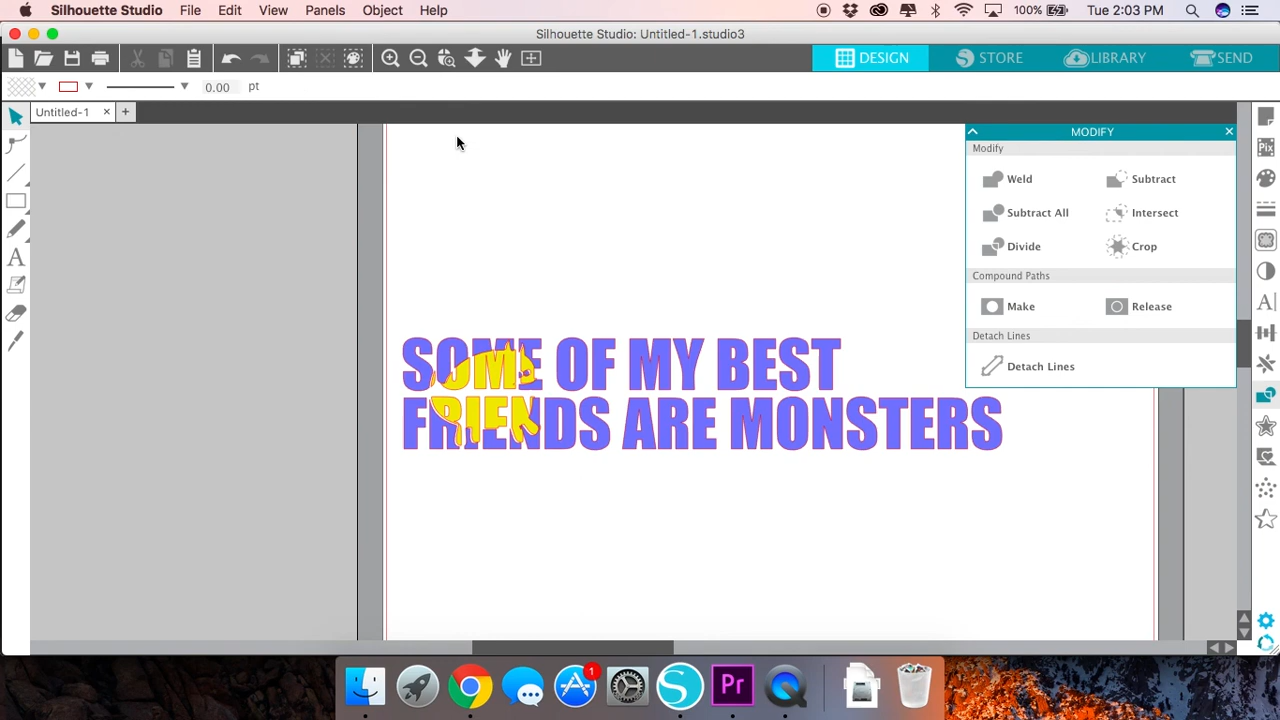 Silhouette Studio File Edit View Panels Object Help 100% Tue 2:03 PM
Silhouette Studio: Untitled-1.studio3
DESIGN STORE LIBRARY SEND
0.00 pt
Untitled-1 × +
MODIFY
Modify
Weld Subtract
Subtract All Intersect
Divide Crop
Compound Paths
Make Release
Detach Lines
Detach Lines
SOME OF MY BEST
FRIENDS ARE MONSTERS
Pix
A
A
1
S
Pr